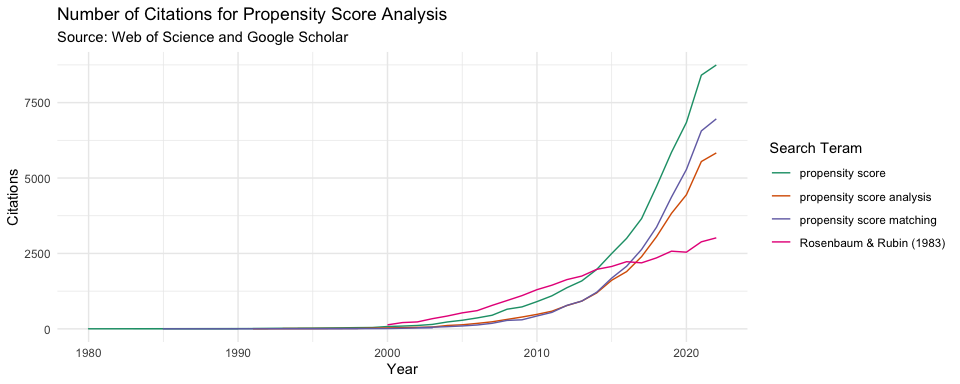 Number of Citations for Propensity Score Analysis
Source: Web of Science and Google Scholar
Citations
7500
5000
2500
0
1980
1990
2000
2010
2020
Year
Search Teram
propensity score
propensity score analysis
propensity score matching
Rosenbaum & Rubin (1983)